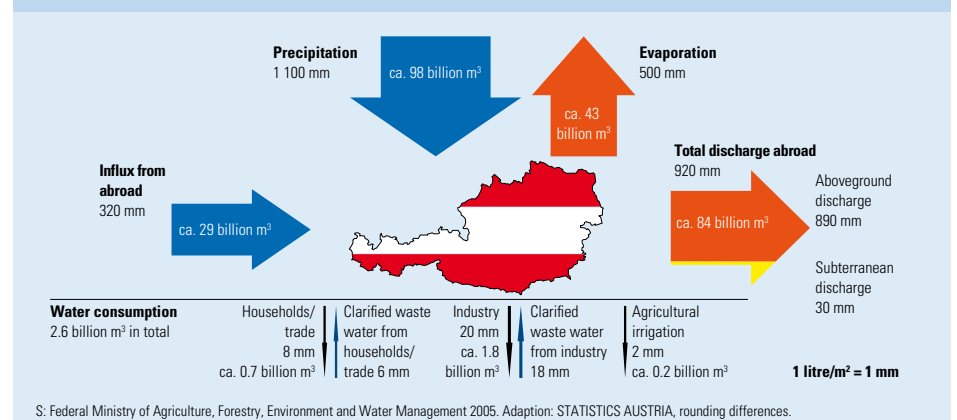 Precipitation
1 100 mm
ca. 98 billion m³
Evaporation
500 mm
ca. 43
billion m³
Influx from
abroad
320 mm
ca. 29 billion m³
Total discharge abroad
920 mm
ca. 84 billion m³
Aboveground
discharge
890 mm
Subterranean
discharge
30 mm
Water consumption
2.6 billion m³ in total
Households/
trade
8 mm
ca. 0.7 billion m³
Clarified waste
water from
households/
trade 6 mm
Industry
20 mm
ca. 1.8
billion m³
Clarified
waste water
from industry
18 mm
Agricultural
irrigation
2 mm
ca. 0.2 billion m³
1 litre/m² = 1 mm
S: Federal Ministry of Agriculture, Forestry, Environment and Water Management 2005. Adaption: STATISTICS AUSTRIA, rounding differences.